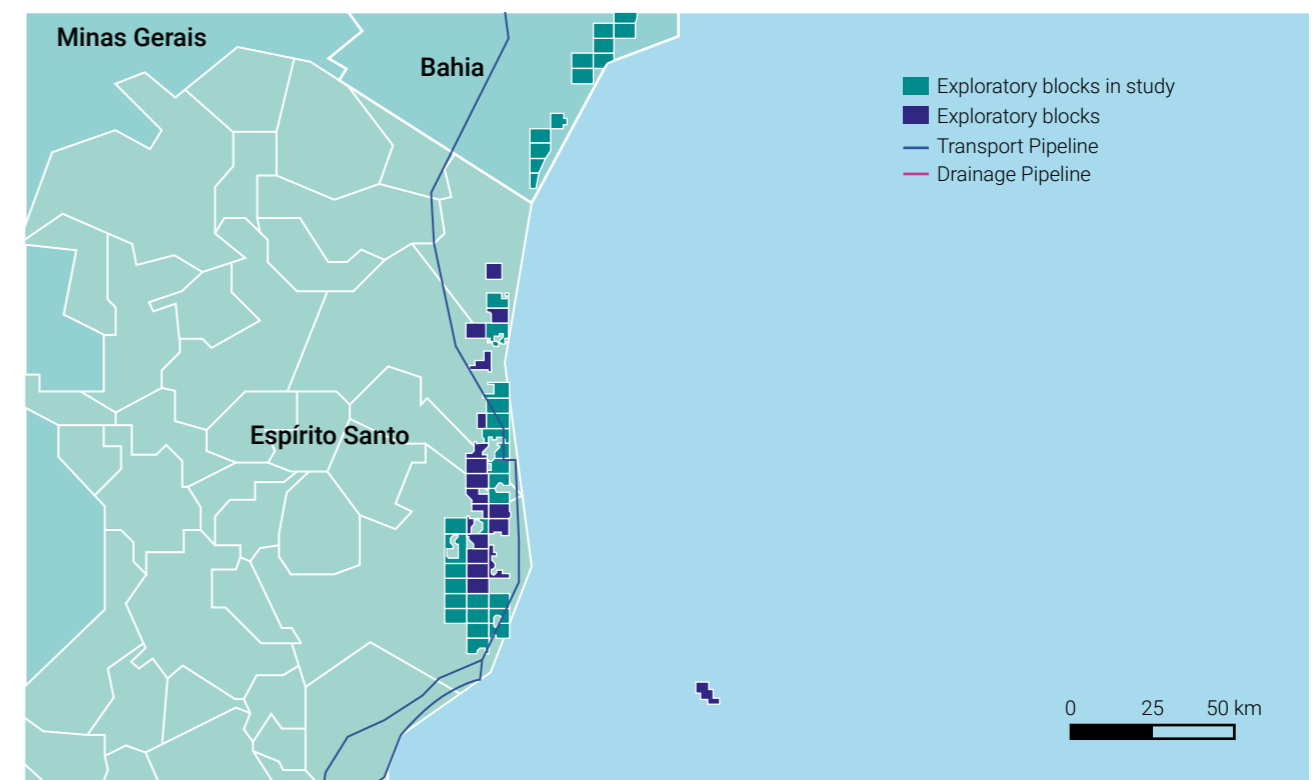 Minas Gerais
Bahia
Exploratory blocks in study
Exploratory blocks
Transport Pipeline
Drainage Pipeline
Espírito Santo
0 25 50 km